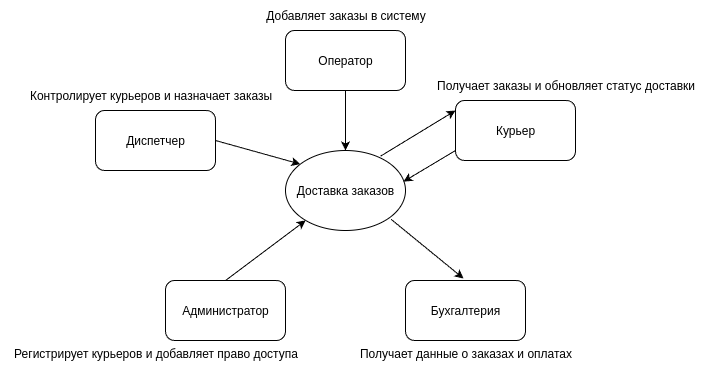 Добавляет заказы в систему
Оператор
Получает заказы и обновляет статус доставки
Контролирует курьеров и назначает заказы
Курьер
Диспетчер
Доставка заказов
Администратор
Бухгалтерия
Регистрирует курьеров и добавляет право доступа
Получает данные о заказах и оплатах